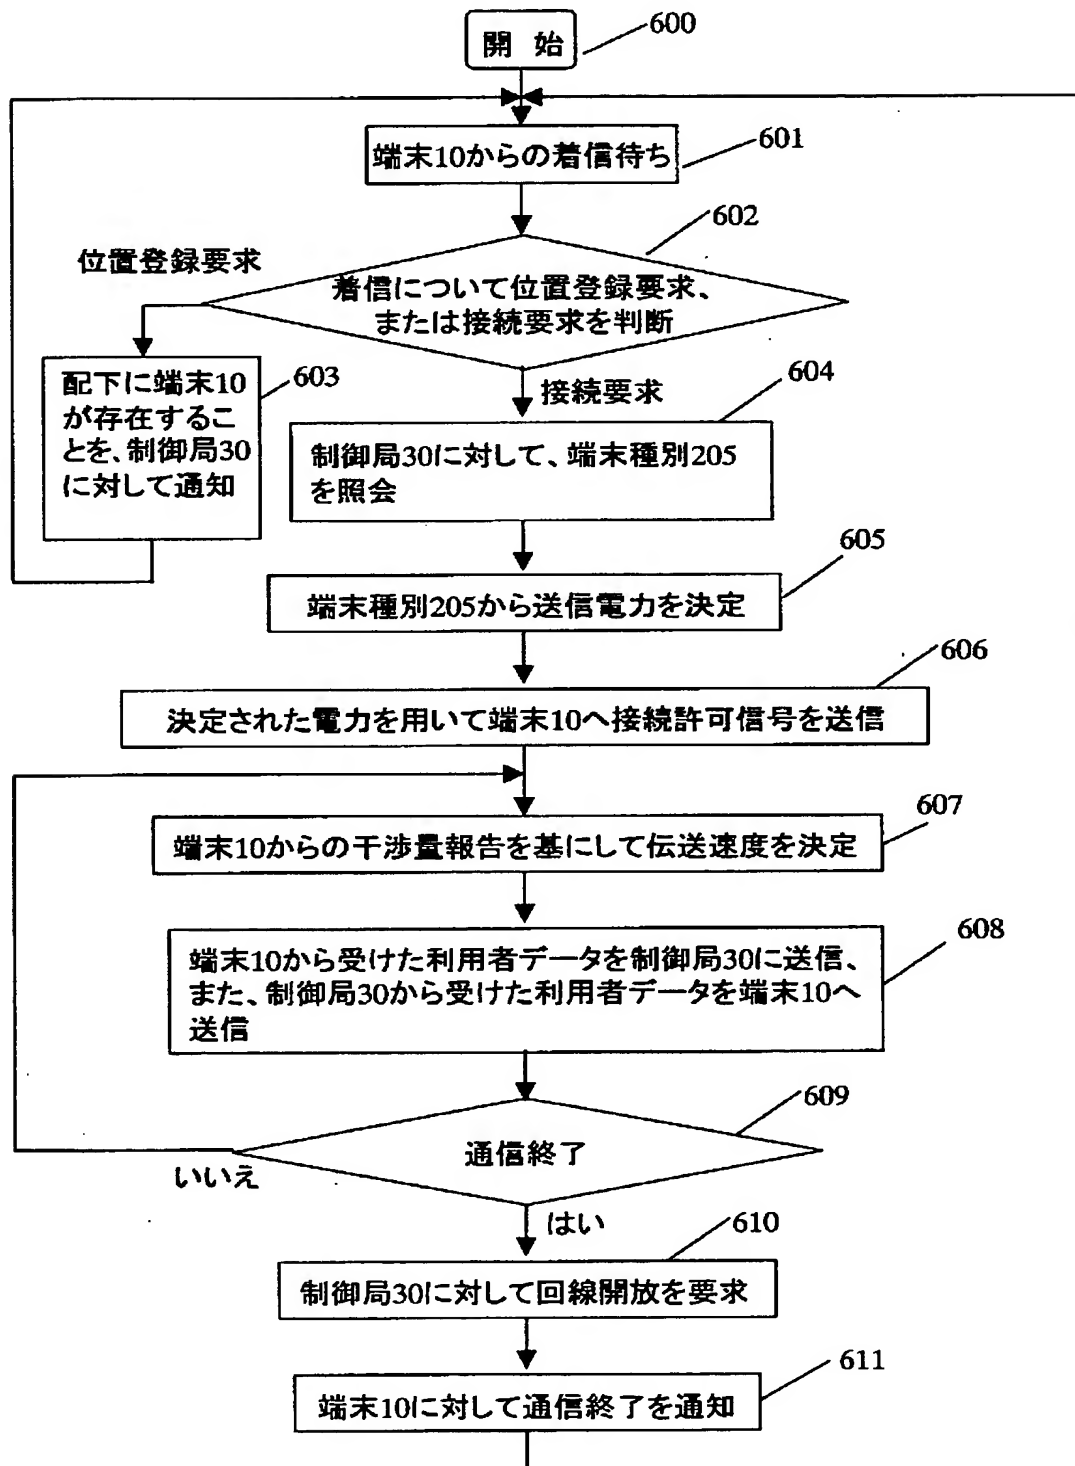 開 始
600
端末10からの着信待ち
601
602
位置登録要求
着信について位置登録要求、
または接続要求を判断
配下に端末10
が存在するこ
とを、制御局30
に対して通知
603
接続要求
604
制御局30に対して、端末種別205
を照会
605
端末種別205から送信電力を決定
606
決定された電力を用いて端末10へ接続許可信号を送信
607
端末10からの干渉量報告を基にして伝送速度を決定
608
端末10から受けた利用者データを制御局30に送信、
また、制御局30から受けた利用者データを端末10へ
送信
609
通信終了
いいえ
はい
610
制御局30に対して回線開放を要求
611
端末10に対して通信終了を通知